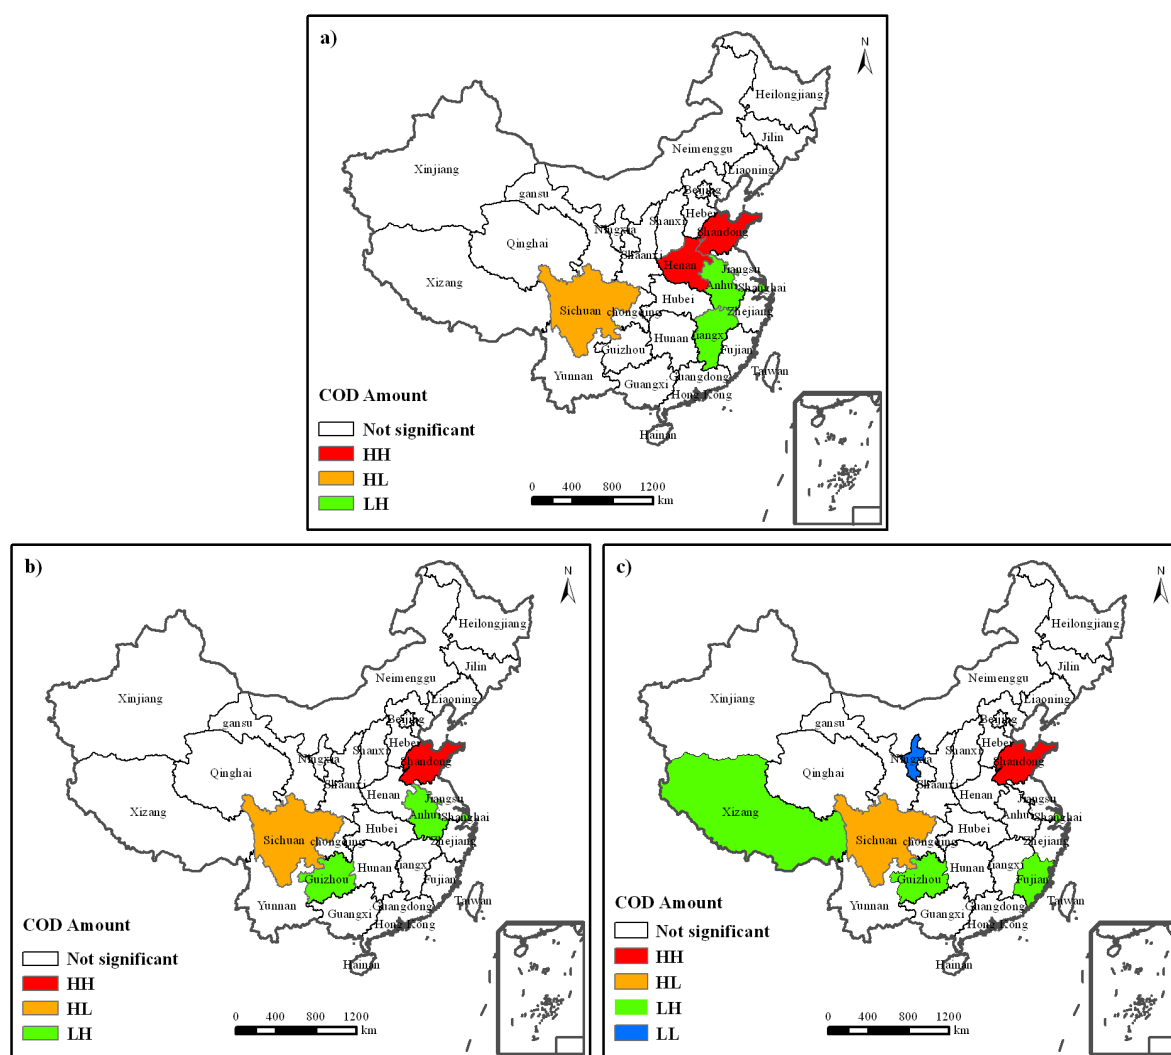 a)
N
Heilongjiang
Jilin
Neimenggu
Liaoning
Xinjiang
Beijing
gansu
Hebei
Shanxi
Shandong
Ningxia
Qinghai
Shaanxi
Henan
Jiangsu
Xizang
Anhui
Shanghai
Hubei
Sichuan
chongqing
Zhejiang
Hunan
Jiangxi
Guizhou
Fujian
Yunnan
Guangdong
Taiwan
Guangxi
Hong Kong
Hainan
COD Amount
Not significant
HH
HL
LH
0 400 800 1200
km
b)
N
Heilongjiang
Jilin
Neimenggu
Liaoning
Xinjiang
Beijing
gansu
Hebei
Shanxi
Shandong
Ningxia
Qinghai
Shaanxi
Henan
Jiangsu
Xizang
Anhui
Shanghai
Hubei
Sichuan
chongqing
Zhejiang
Hunan
Jiangxi
Guizhou
Fujian
Yunnan
Guangdong
Taiwan
Guangxi
Hong Kong
Hainan
COD Amount
Not significant
HH
HL
LH
0 400 800 1200
km
c)
N
Heilongjiang
Jilin
Neimenggu
Liaoning
Xinjiang
Beijing
gansu
Hebei
Shanxi
Shandong
Ningxia
Qinghai
Shaanxi
Henan
Jiangsu
Xizang
Anhui
Shanghai
Hubei
Sichuan
chongqing
Zhejiang
Hunan
Jiangxi
Guizhou
Fujian
Yunnan
Guangdong
Taiwan
Guangxi
Hong Kong
Hainan
COD Amount
Not significant
HH
HL
LH
LL
0 400 800 1200
km